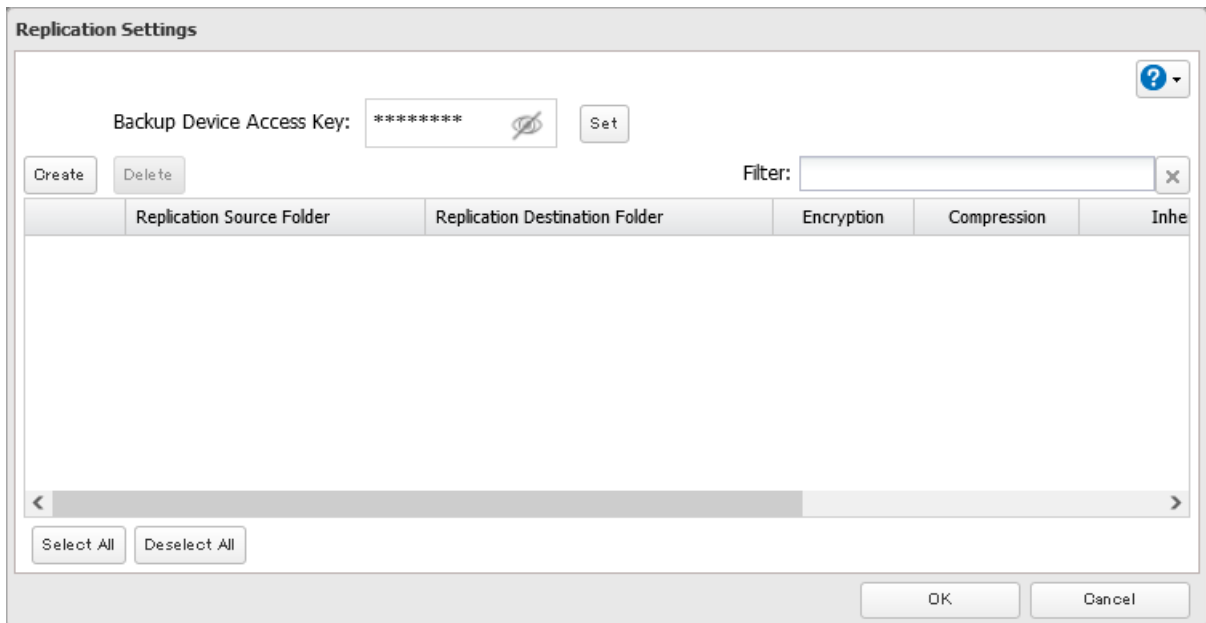 Replication Settings
Backup Device Access Key: ******** Set
Create Delete Filter:
Replication Source Folder Replication Destination Folder Encryption Compression Inhe
Select All Deselect All
OK Cancel